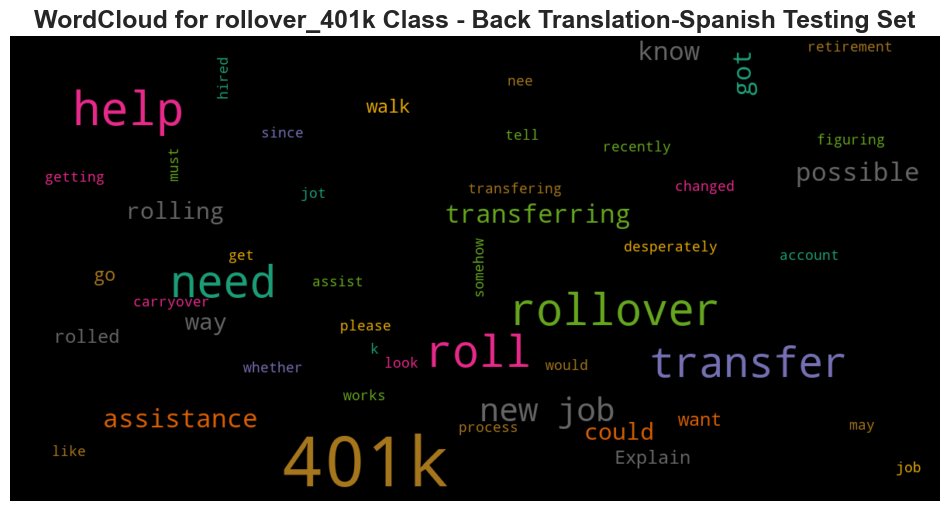 WordCloud for rollover_401k Class - Back Translation-Spanish Testing Set
know
retirement
got
hired
nee
help
walk
since
tell
recently
figuring
must
possible
getting
jot
transfering
changed
rolling
transferring
somehow
desperately
get
account
go
need
assist
carryover
rollover
way
please
rolled
k
roll
look
whether
would
transfer
works
new job
assistance
process
could
want
may
401k
like
Explain
job